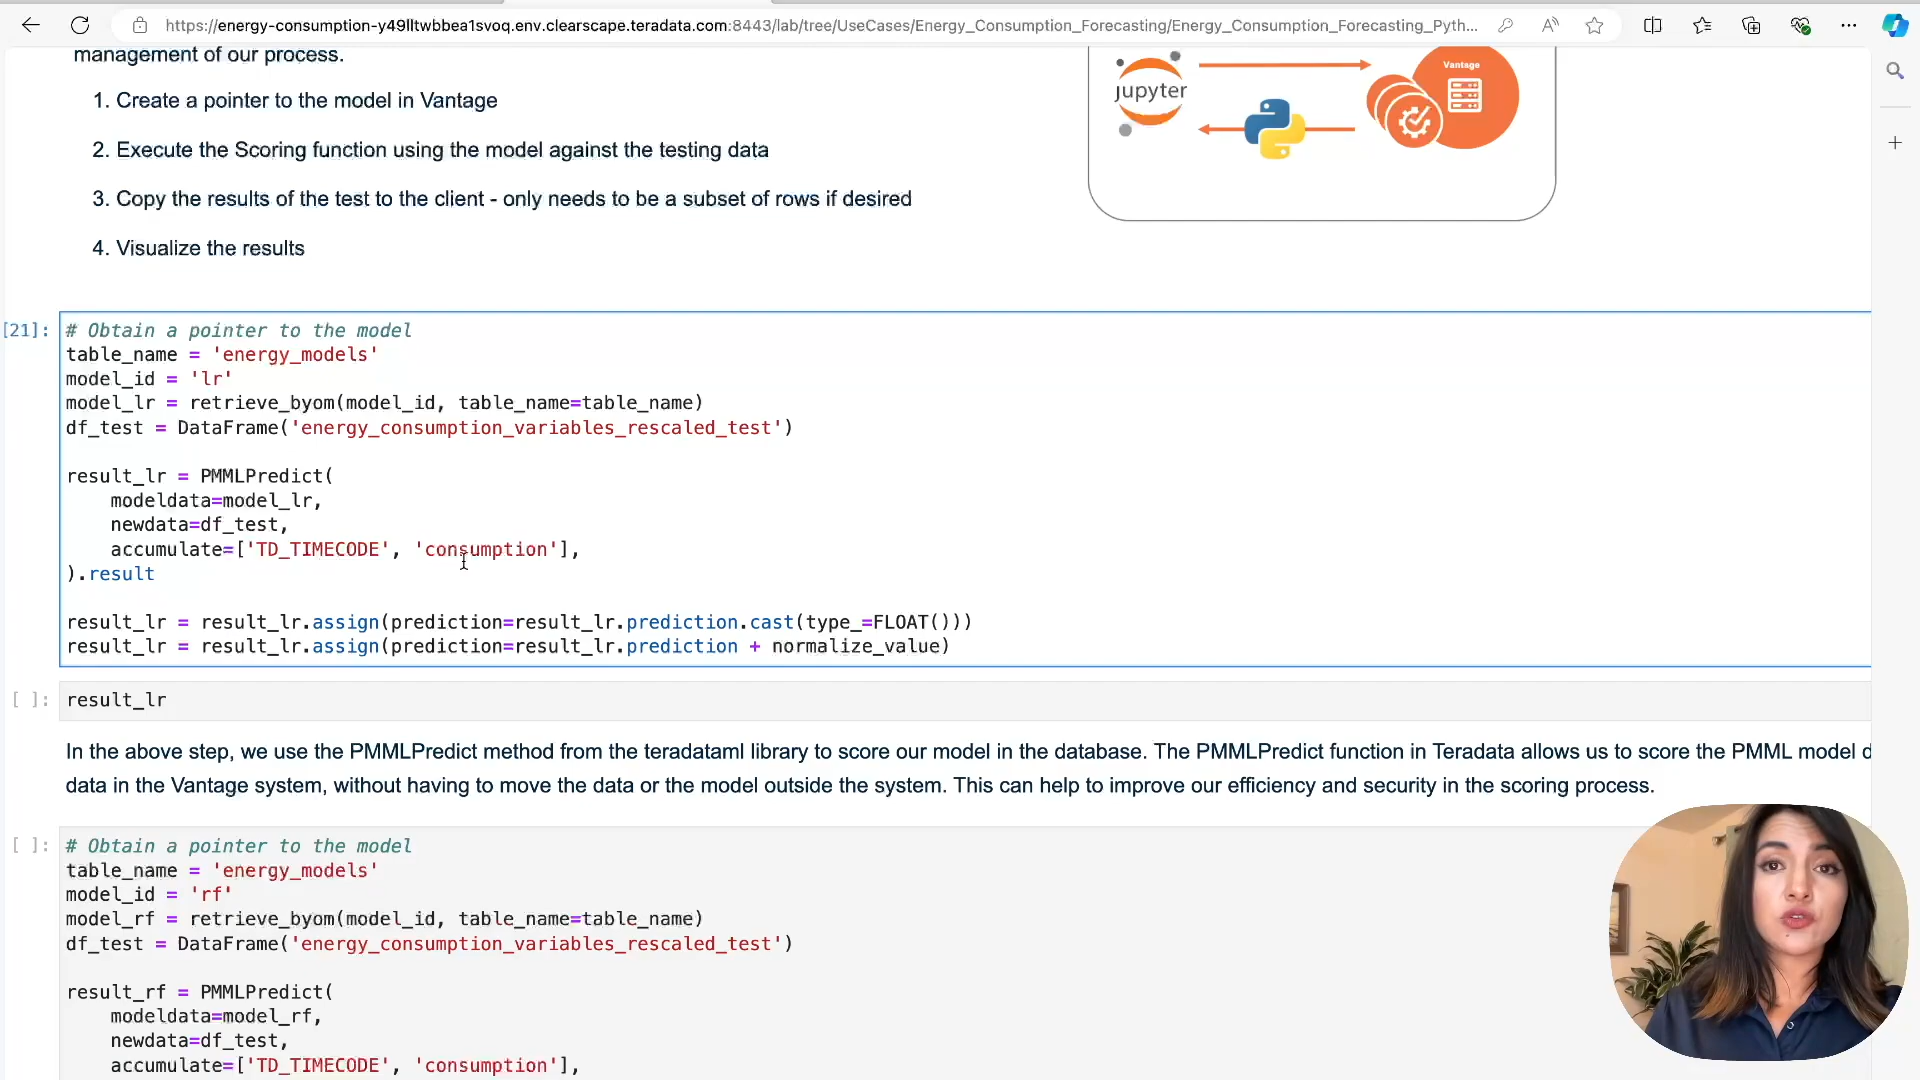 https://energy-consumption-y49lltwbbea1svoq.env.clearscape.teradata.com:8443/lab/tree/UseCases/Energy_Consumption_Forecasting/Energy_Consumption_Forecasting_Pyth...
management of our process.
1. Create a pointer to the model in Vantage
2. Execute the Scoring function using the model against the testing data
3. Copy the results of the test to the client - only needs to be a subset of rows if desired
4. Visualize the results
jupyter
Vantage
[21]: # Obtain a pointer to the model
table_name = 'energy_models'
model_id = 'lr'
model_lr = retrieve_byom(model_id, table_name=table_name)
df_test = DataFrame('energy_consumption_variables_rescaled_test')
result_lr = PMMLPredict(
modeldata=model_lr,
newdata=df_test,
accumulate=['TD_TIMECODE', 'consumption'],
).result
result_lr = result_lr.assign(prediction=result_lr.prediction.cast(type_=FLOAT()))
result_lr = result_lr.assign(prediction=result_lr.prediction + normalize_value)
[ ]: result_lr
In the above step, we use the PMMLPredict method from the teradataml library to score our model in the database. The PMMLPredict function in Teradata allows us to score the PMML model d
data in the Vantage system, without having to move the data or the model outside the system. This can help to improve our efficiency and security in the scoring process.
[ ]: # Obtain a pointer to the model
table_name = 'energy_models'
model_id = 'rf'
model_rf = retrieve_byom(model_id, table_name=table_name)
df_test = DataFrame('energy_consumption_variables_rescaled_test')
result_rf = PMMLPredict(
modeldata=model_rf,
newdata=df_test,
accumulate=['TD_TIMECODE', 'consumption'],